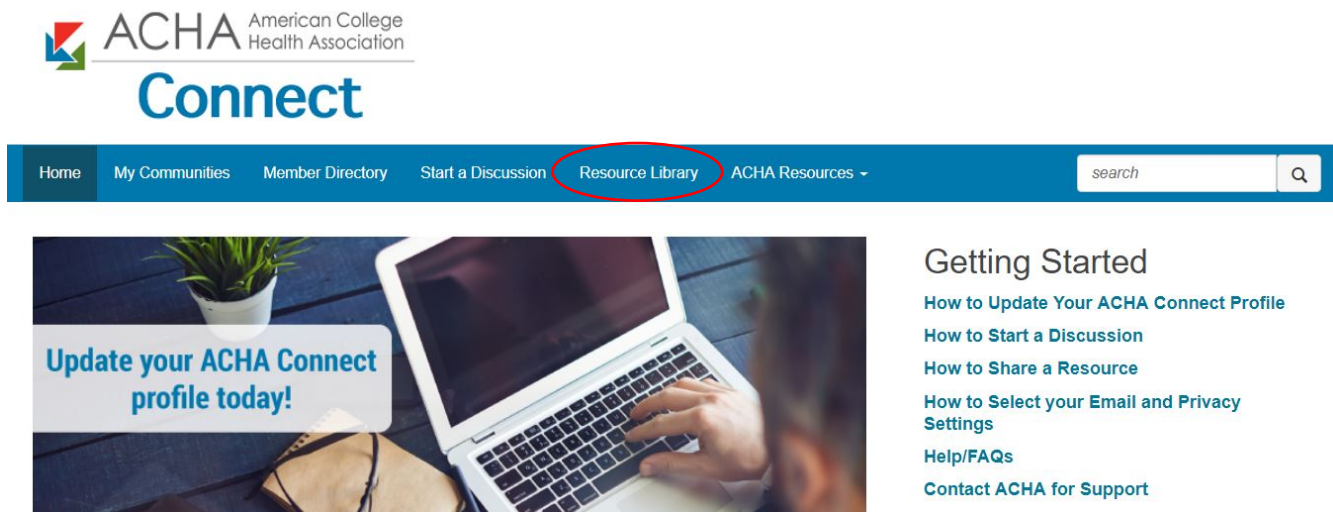 ACHA American College
Health Association
Connect
Home My Communities Member Directory Start a Discussion Resource Library ACHA Resources search
Update your ACHA Connect
profile today!
Getting Started
How to Update Your ACHA Connect Profile
How to Start a Discussion
How to Share a Resource
How to Select your Email and Privacy
Settings
Help/FAQs
Contact ACHA for Support